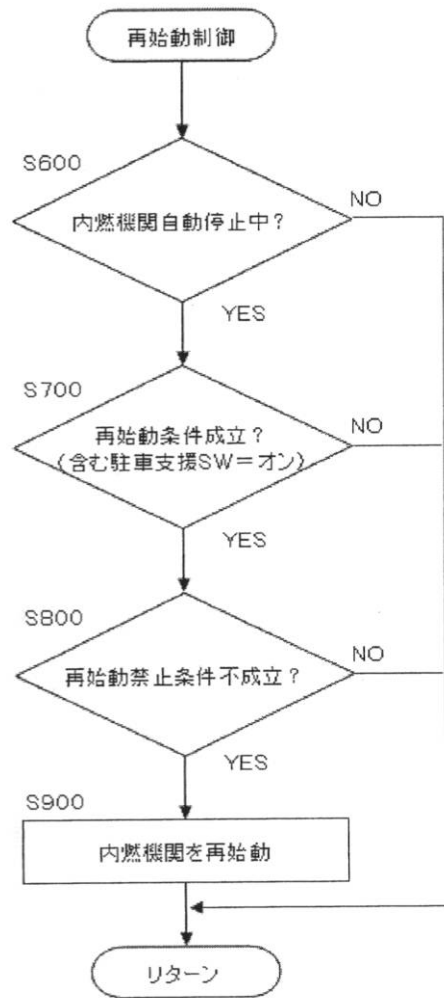 再始動制御
S600
内燃機関自動停止中？
NO
YES
S700
再始動条件成立？
（含む駐車支援SW＝オン）
NO
YES
S800
再始動禁止条件不成立？
NO
YES
S900
内燃機関を再始動
リターン